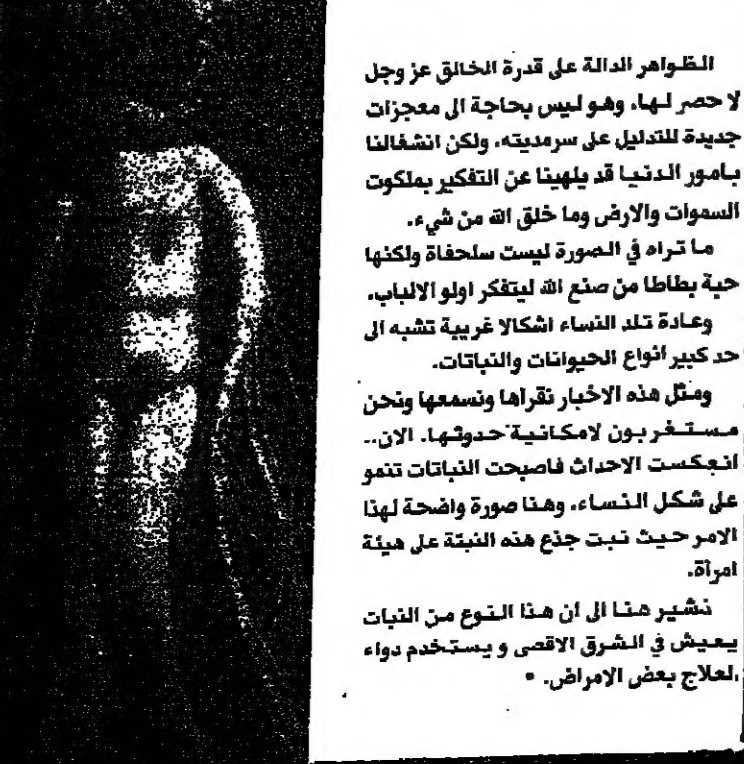 الظواهر الدالة على قدرة الخالق عز وجل
لا حصر لها، وهو ليس بحاجة الى معجزات
جديدة للتدليل على سرمديته، ولكن انشغالنا
بامور الدنيا قد يلهينا عن التفكير بملكوت
السموات والارض وما خلق الله من شيء.
ما تراه في الصورة ليست سلحفاة ولكنها
حبة بطاطا من صنع الله ليتفكر اولو الالباب.
وعادة تلد النساء اشكالا غريبة تشبه الى
حد كبير انواع الحيوانات والنباتات.
ومثل هذه الاخبار نقرأها ونسمعها ونحن
مستغربون لامكانية حدوثها. الان..
انعكست الاحداث فاصبحت النباتات تنمو
على شكل النساء، وهنا صورة واضحة لهذا
الامر حيث نبت جذع هذه النبتة على هيئة
امرأة.
نشير هنا الى ان هذا النوع من النبات
يعيش في الشرق الاقصى ويستخدم دواء
لعلاج بعض الامراض. •